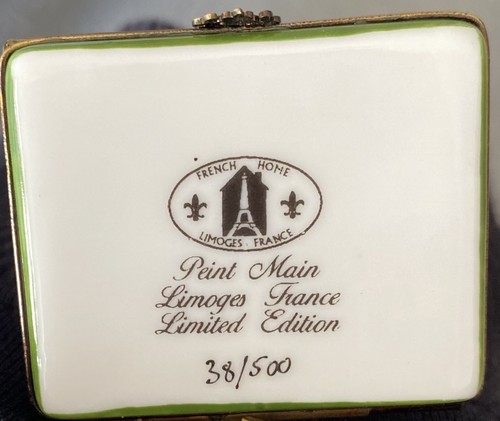 FRENCH HOME
LIMOGES FRANCE
Peint Main
Limoges France
Limited Edition
38/500